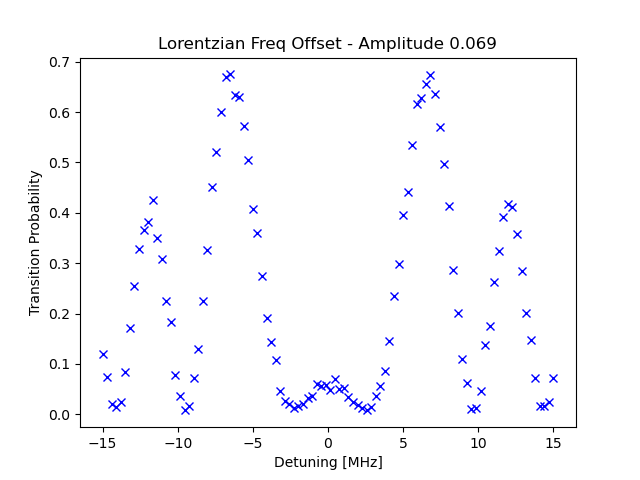 Lorentzian Freq Offset - Amplitude 0.069
Transition Probability
0.7
0.6
0.5
0.4
0.3
0.2
0.1
0.0
−15 −10 −5 0 5 10 15
Detuning [MHz]